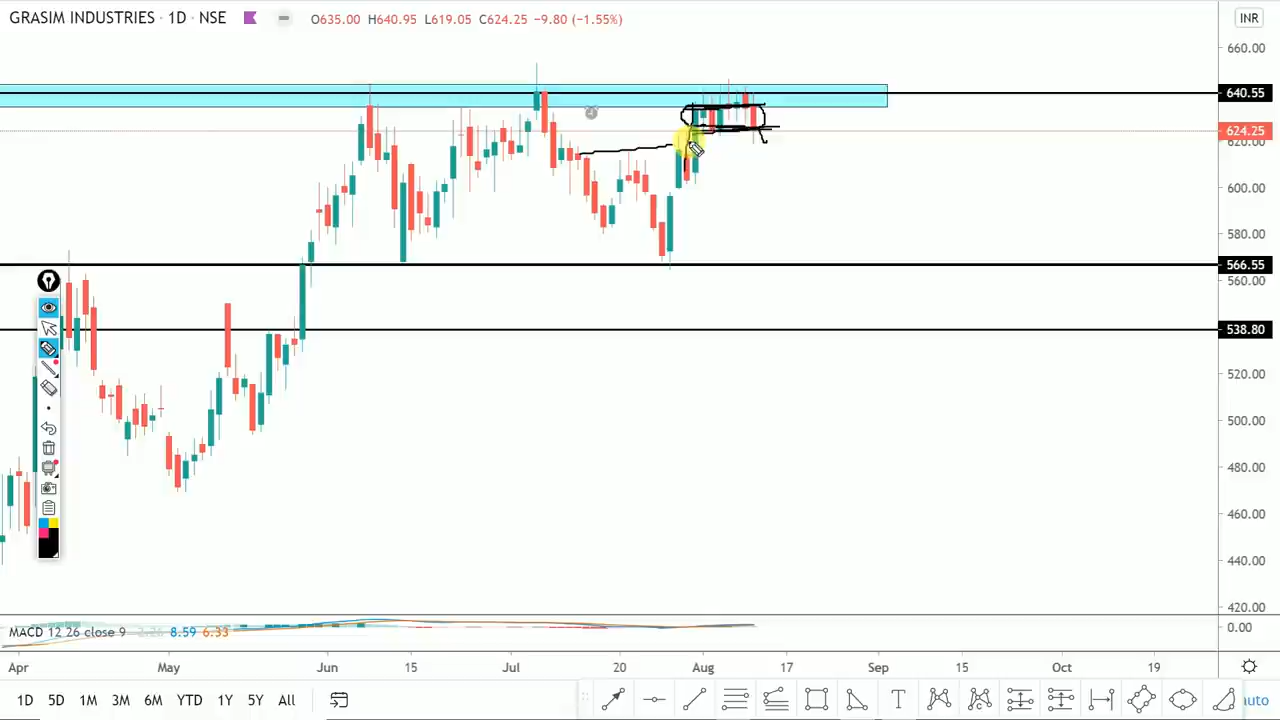 GRASIM INDUSTRIES · 1D · NSE O635.00 H640.95 L619.05 C624.25 −9.80 (−1.55%)
INR
660.00
640.55
624.25
620.00
600.00
580.00
566.55
560.00
538.80
520.00
500.00
480.00
460.00
440.00
420.00
MACD 12 26 close 9 2.26 8.59 6.33
0.00
Apr May Jun 15 Jul 20 Aug 17 Sep 15 Oct 19
1D 5D 1M 3M 6M YTD 1Y 5Y All
auto